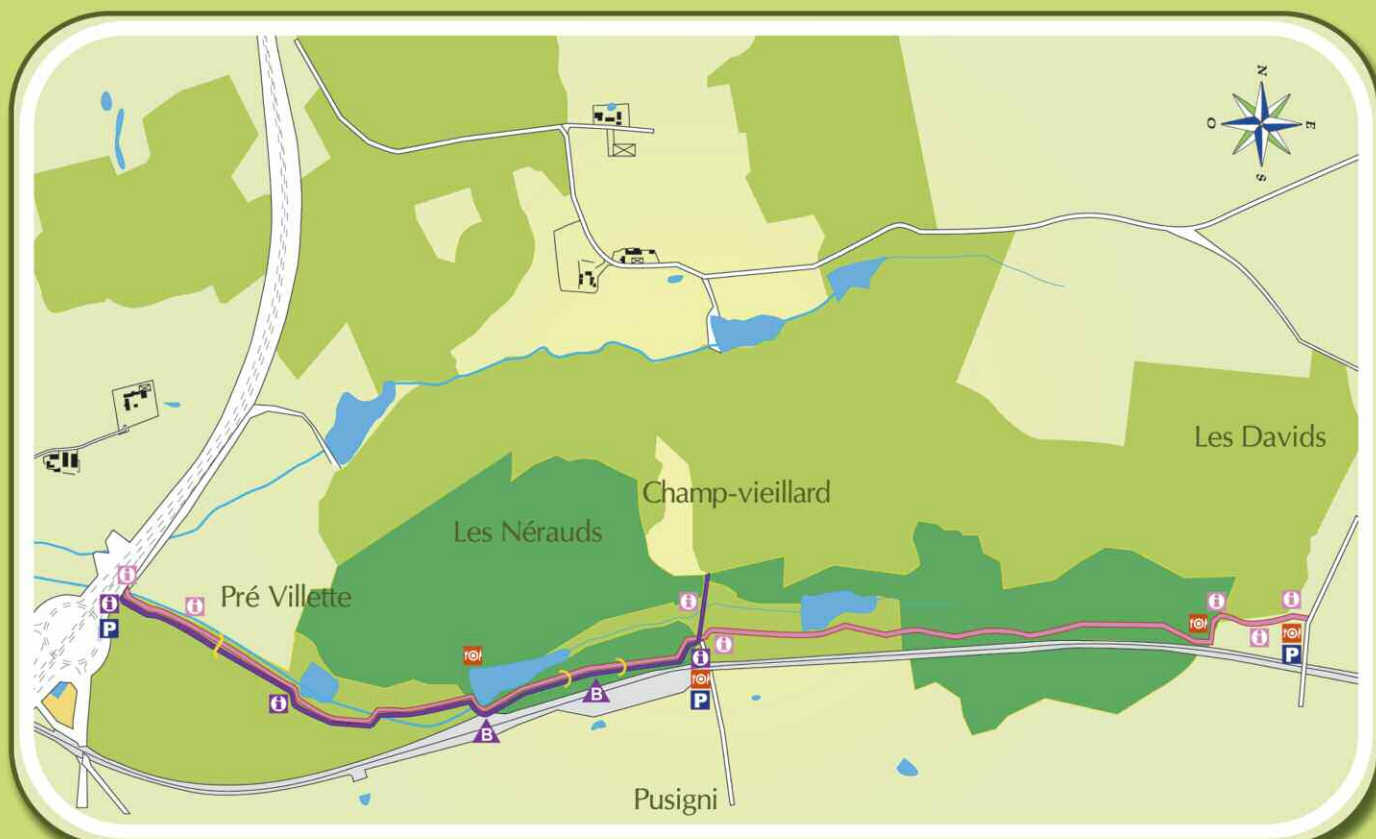 N
O
E
S
Les Davids
Champ-vieillard
Les Nérauds
i
Pré Villette
i
i
i
i
i
P
i
i
i
P
P
i
B
B
Pusigni